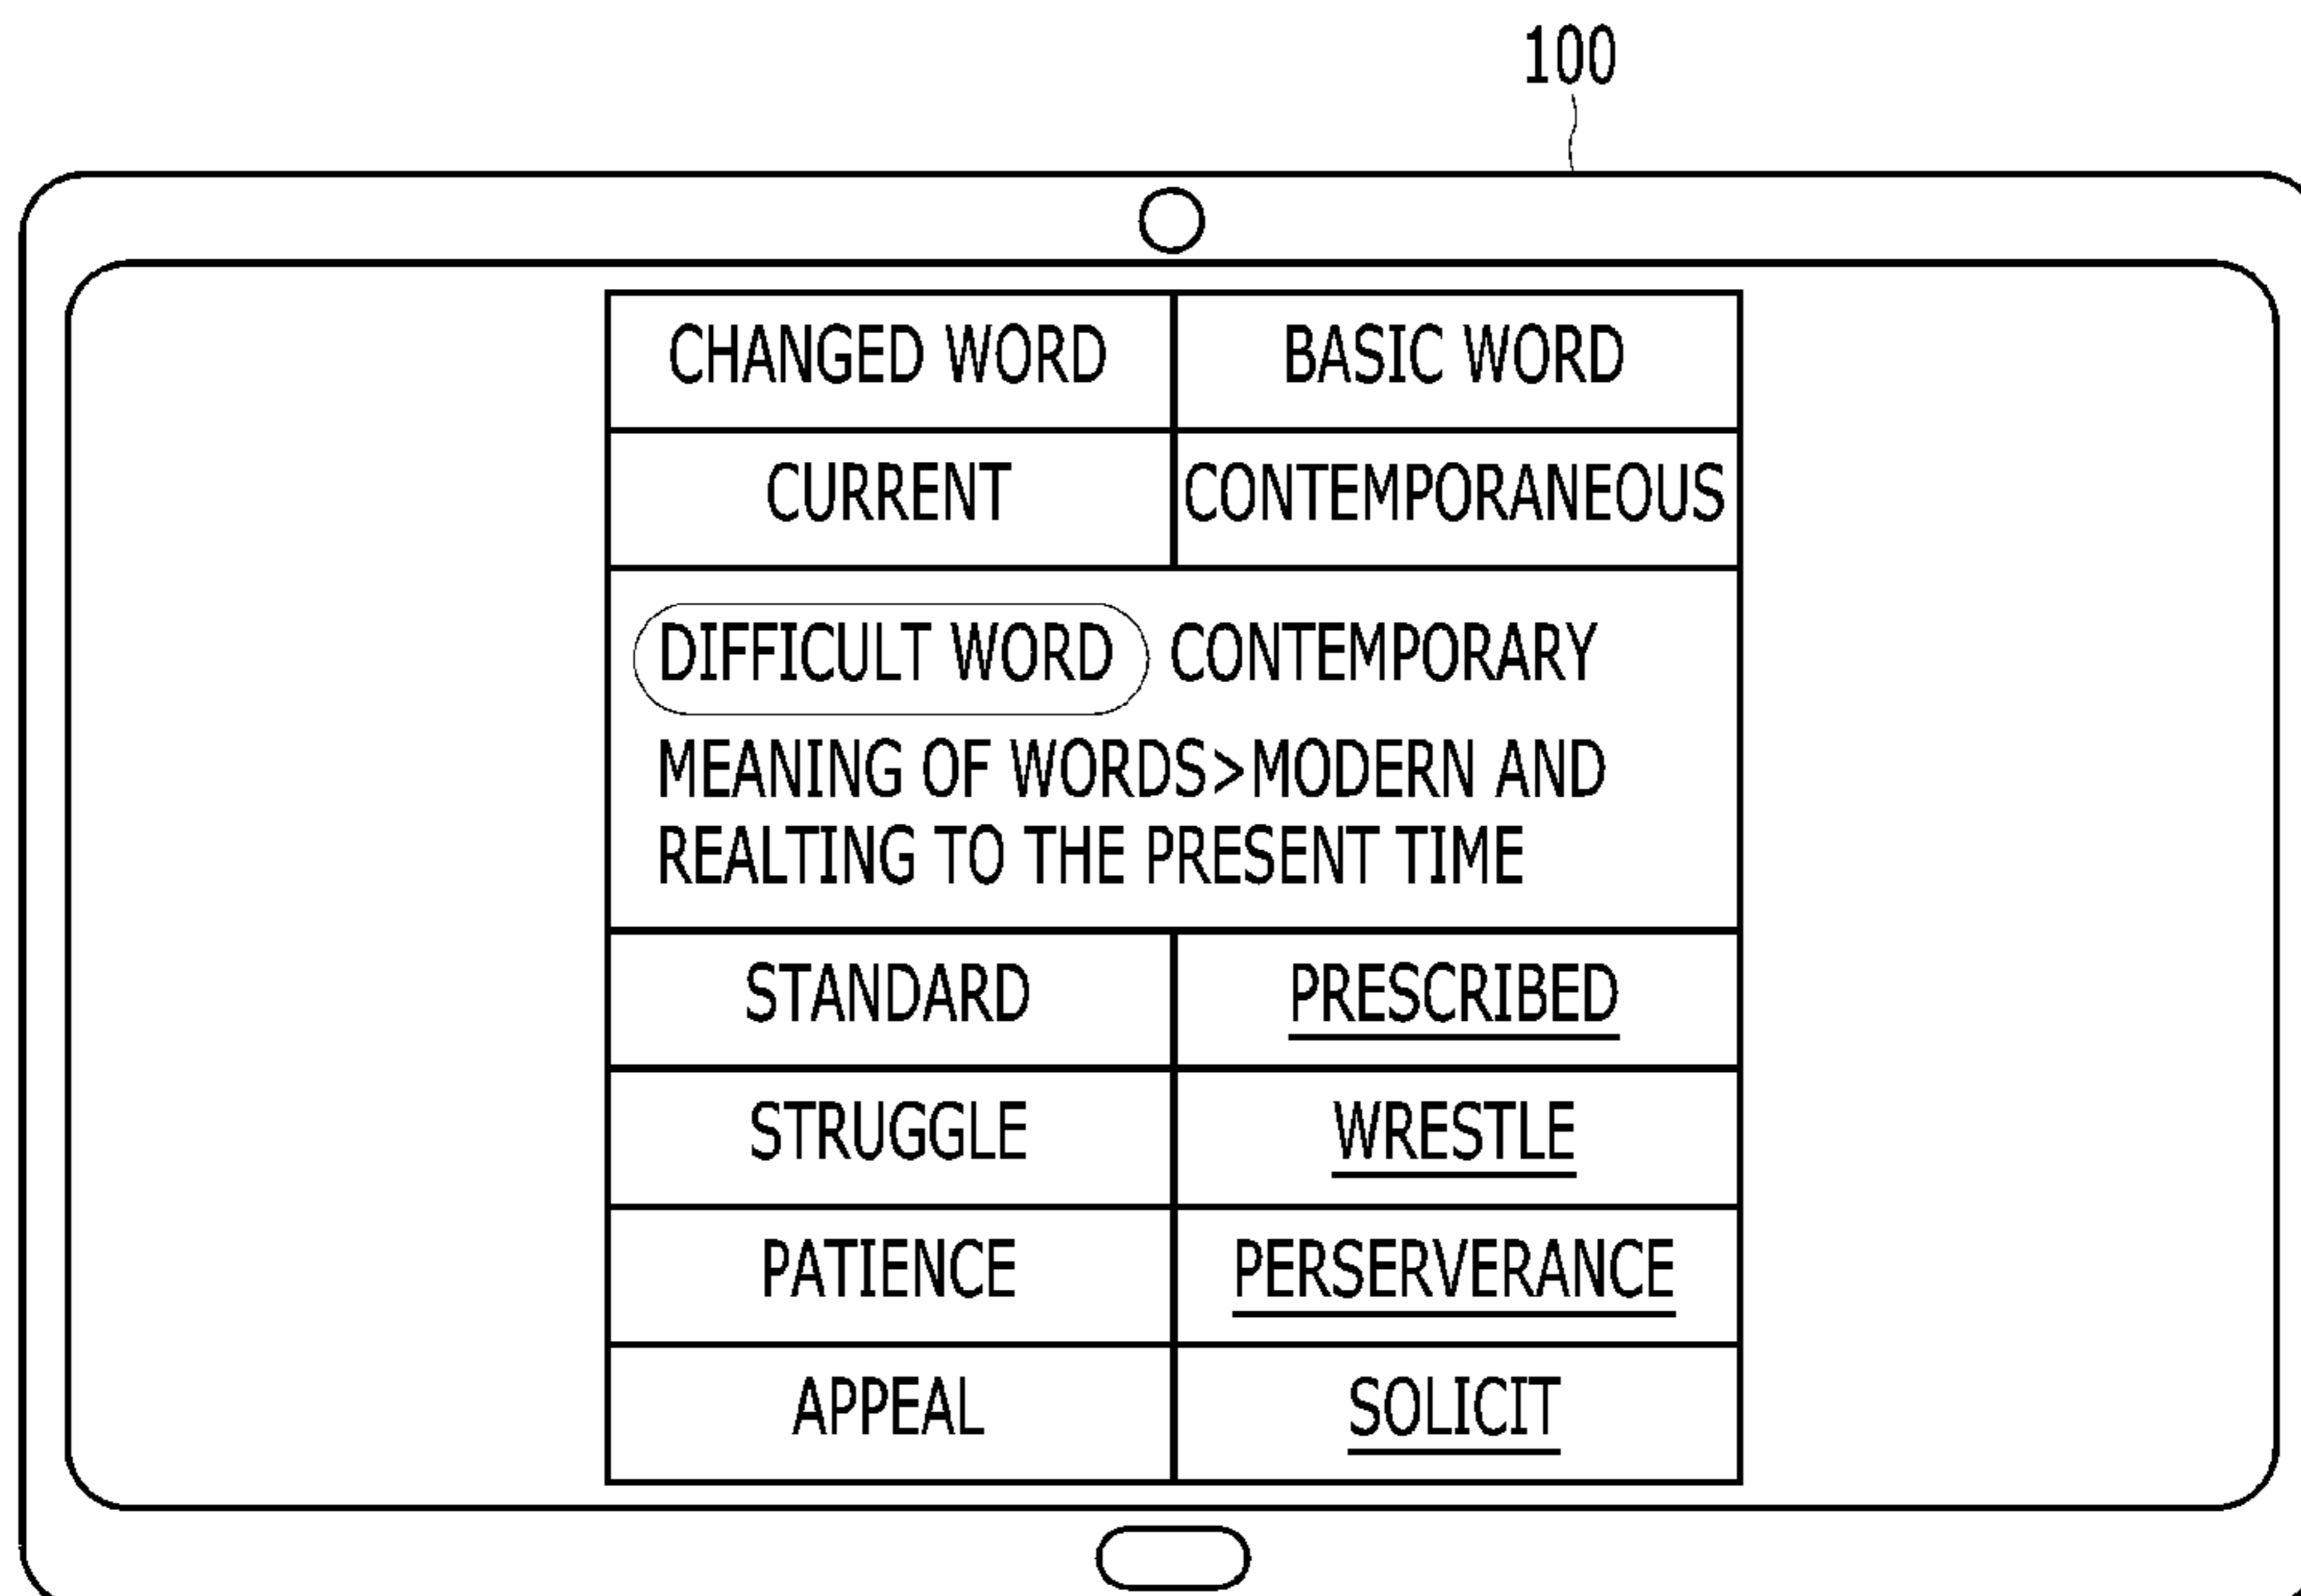 100
CHANGED WORD BASIC WORD
CURRENT CONTEMPORANEOUS
DIFFICULT WORD CONTEMPORARY
MEANING OF WORDS>MODERN AND
REALTING TO THE PRESENT TIME
STANDARD PRESCRIBED
STRUGGLE WRESTLE
PATIENCE PERSERVERANCE
APPEAL SOLICIT